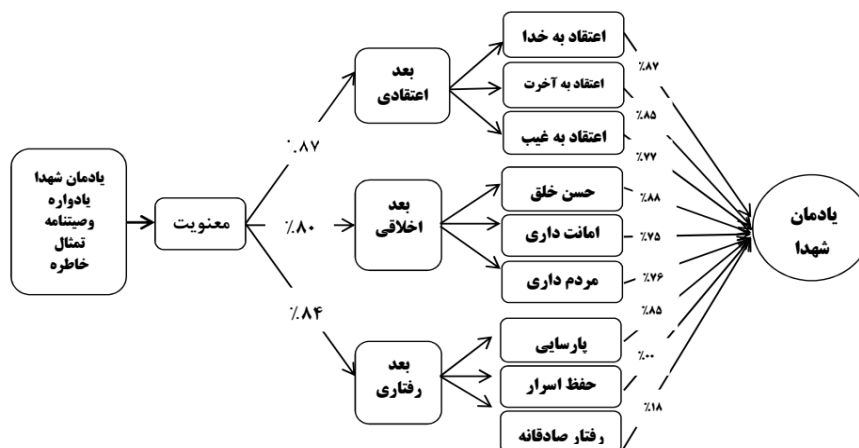 یادمان شهدا
یادواره
وصیتنامه
تمثال
خاطره
معنویت
٪۸۷
٪۸۰
٪۸۴
بعد
اعتقادی
بعد
اخلاقی
بعد
رفتاری
اعتقاد به خدا
اعتقاد به آخرت
اعتقاد به غیب
حسن خلق
امانت داری
مردم داری
پارسایی
حفظ اسرار
رفتار صادقانه
٪۸۷
٪۸۵
٪۷۷
٪۸۸
٪۷۵
٪۷۶
٪۸۵
٪۰۰
٪۱۸
یادمان
شهدا